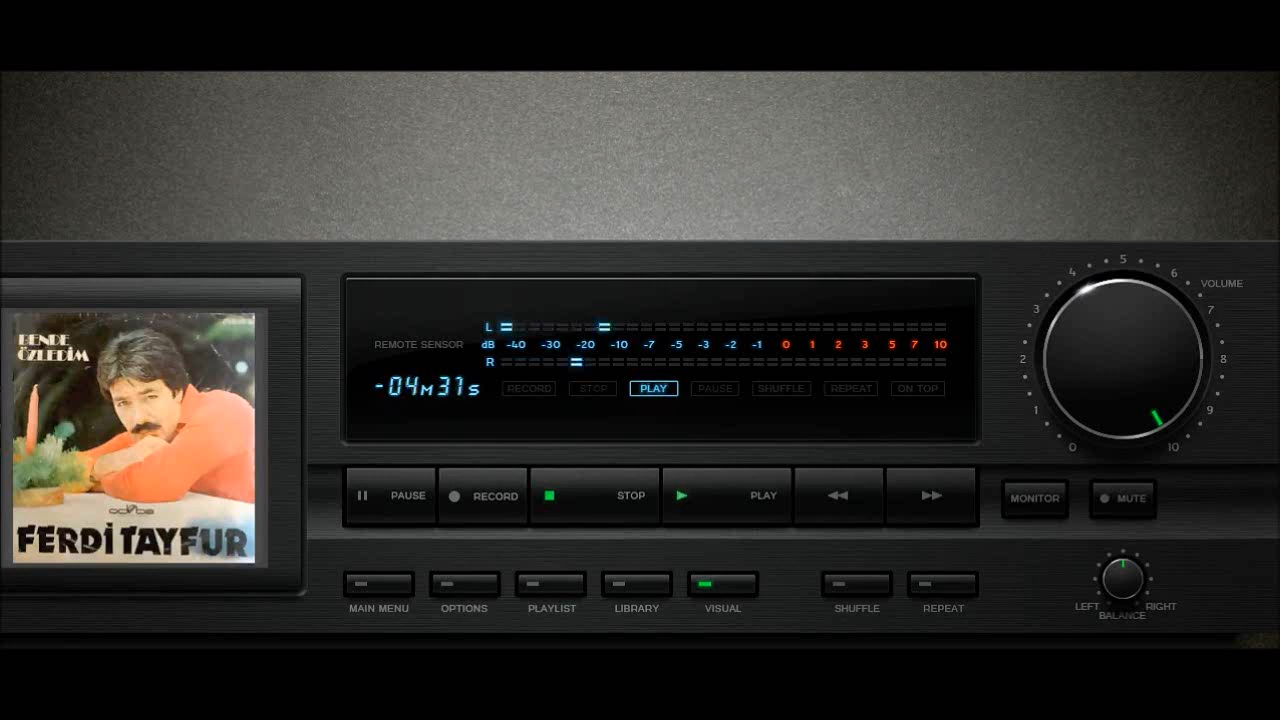 BENDE
ÖZLEDİM
FERDİ TAYFUR
L
REMOTE SENSOR dB -40 -30 -20 -10 -7 -5 -3 -2 -1 0 1 2 3 5 7 10
R
-04M31s RECORD STOP PLAY PAUSE SHUFFLE REPEAT ON TOP
0 1 2 3 4 5 6 7 8 9 10
VOLUME
PAUSE RECORD STOP PLAY
MONITOR MUTE
MAIN MENU OPTIONS PLAYLIST LIBRARY VISUAL SHUFFLE REPEAT
LEFT RIGHT
BALANCE